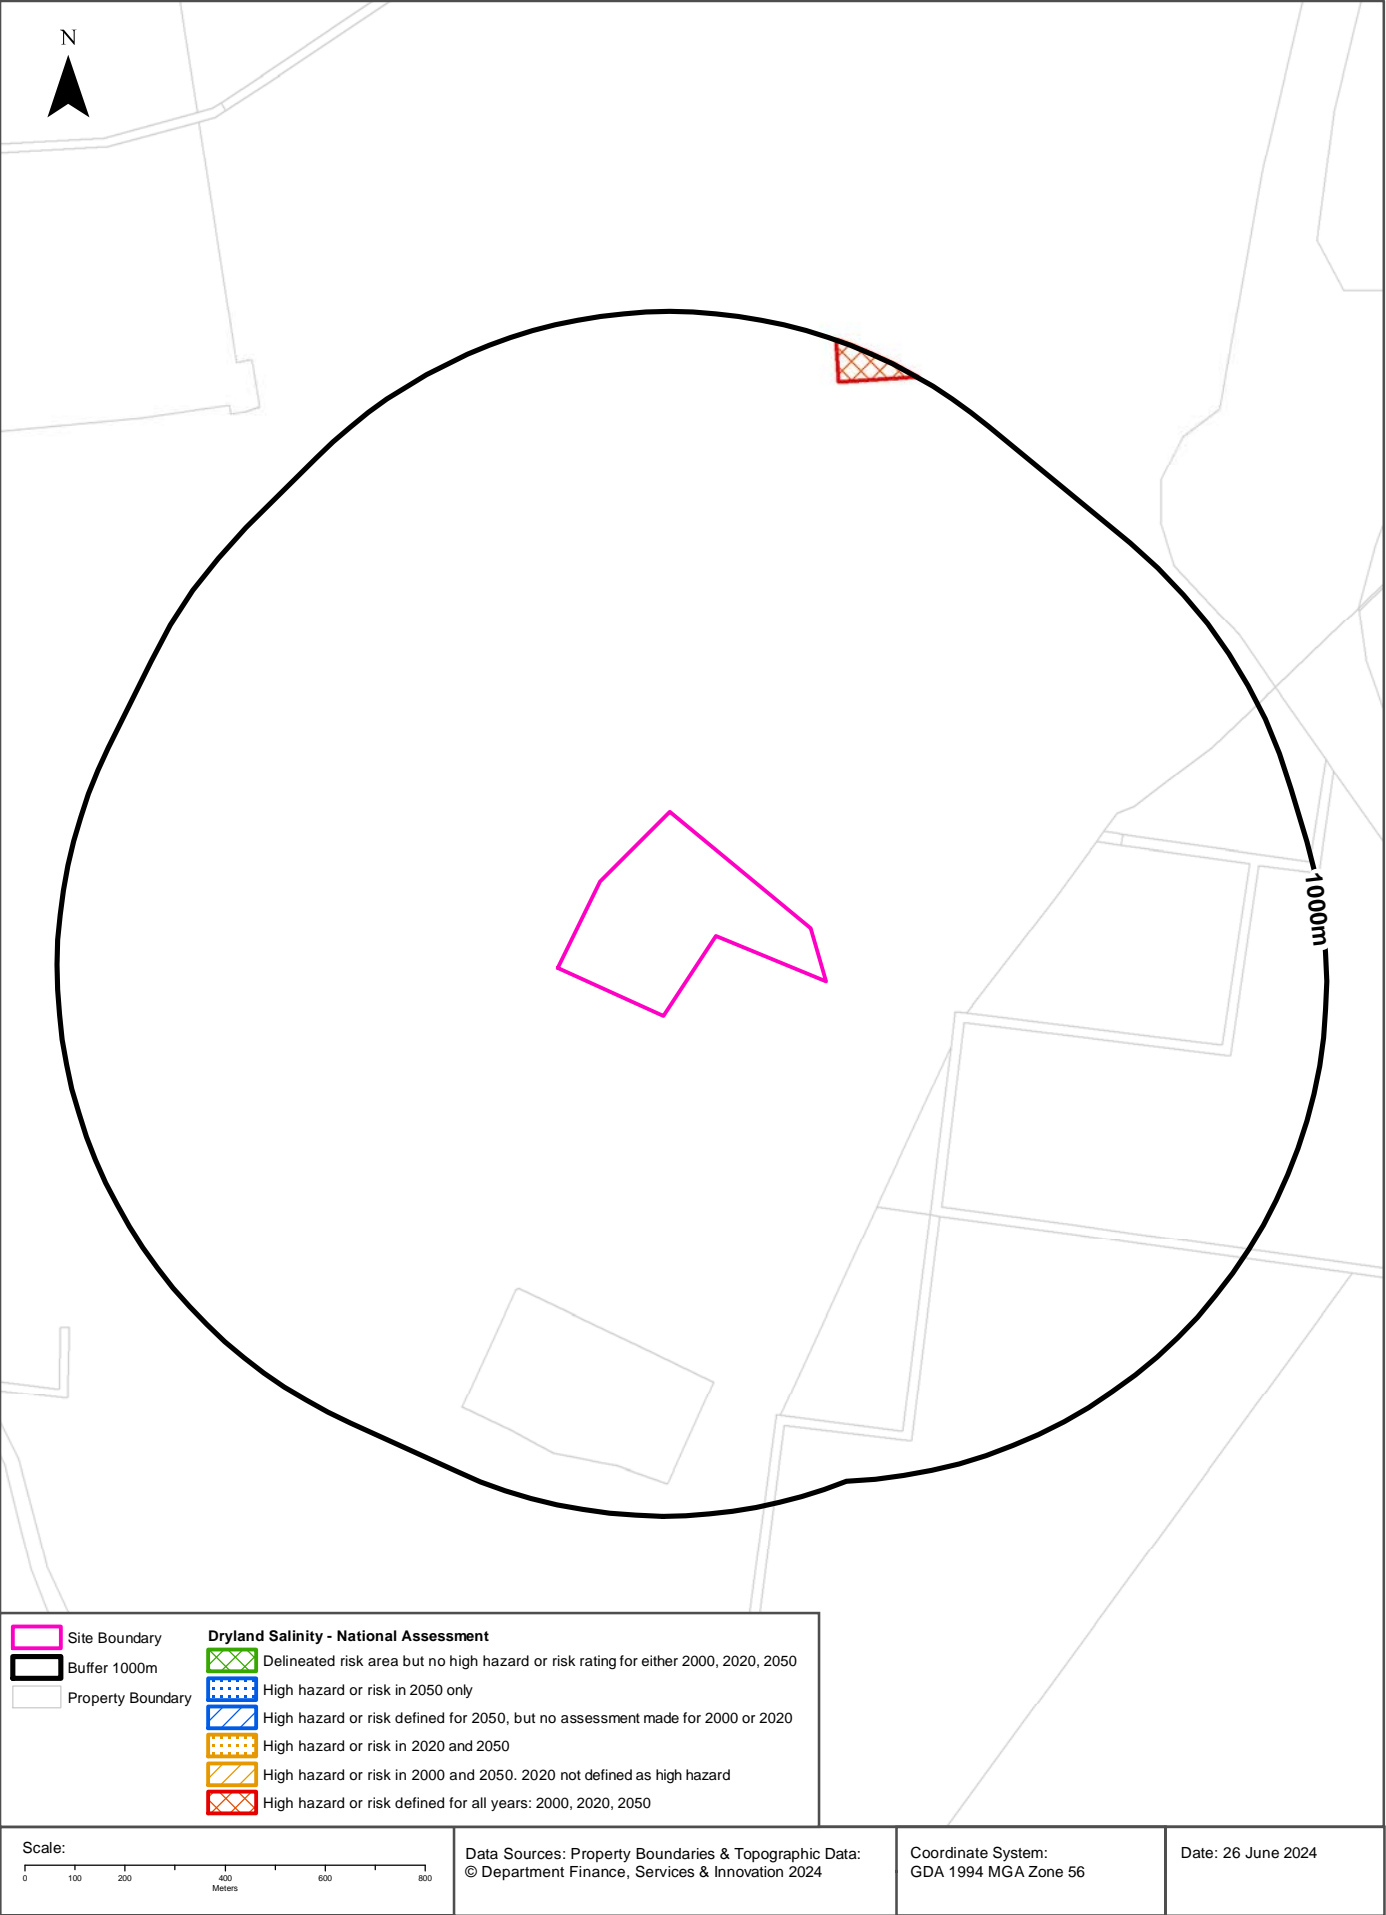 N
1000m
Site Boundary
Buffer 1000m
Property Boundary
Dryland Salinity - National Assessment
Delineated risk area but no high hazard or risk rating for either 2000, 2020, 2050
High hazard or risk in 2050 only
High hazard or risk defined for 2050, but no assessment made for 2000 or 2020
High hazard or risk in 2020 and 2050
High hazard or risk in 2000 and 2050. 2020 not defined as high hazard
High hazard or risk defined for all years: 2000, 2020, 2050
Scale:
0 100 200 400 600 800
Meters
Data Sources: Property Boundaries & Topographic Data:
© Department Finance, Services & Innovation 2024
Coordinate System:
GDA 1994 MGA Zone 56
Date: 26 June 2024